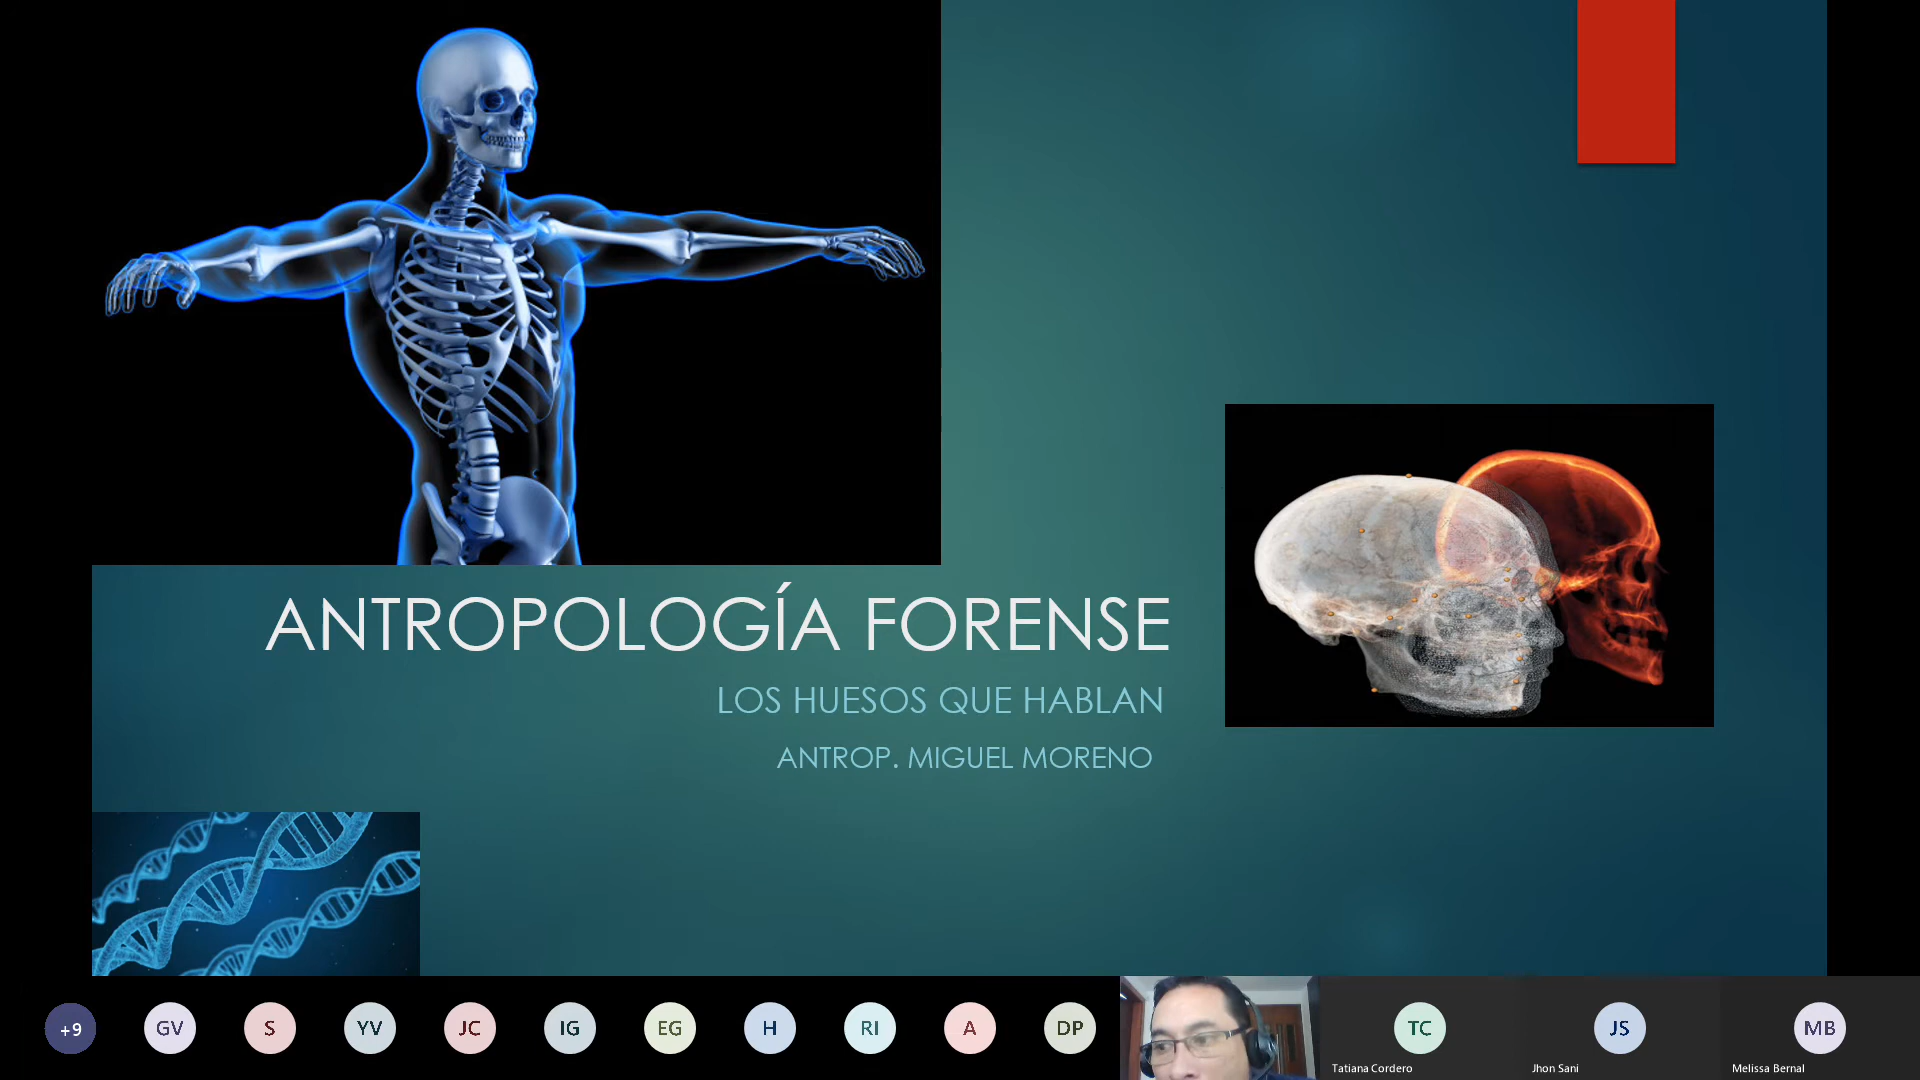 ANTROPOLOGÍA FORENSE
LOS HUESOS QUE HABLAN
ANTROP. MIGUEL MORENO
+9
GV
S
YV
JC
IG
EG
H
RI
A
DP
TC
JS
MB
Tatiana Cordero
Jhon Sani
Melissa Bernal